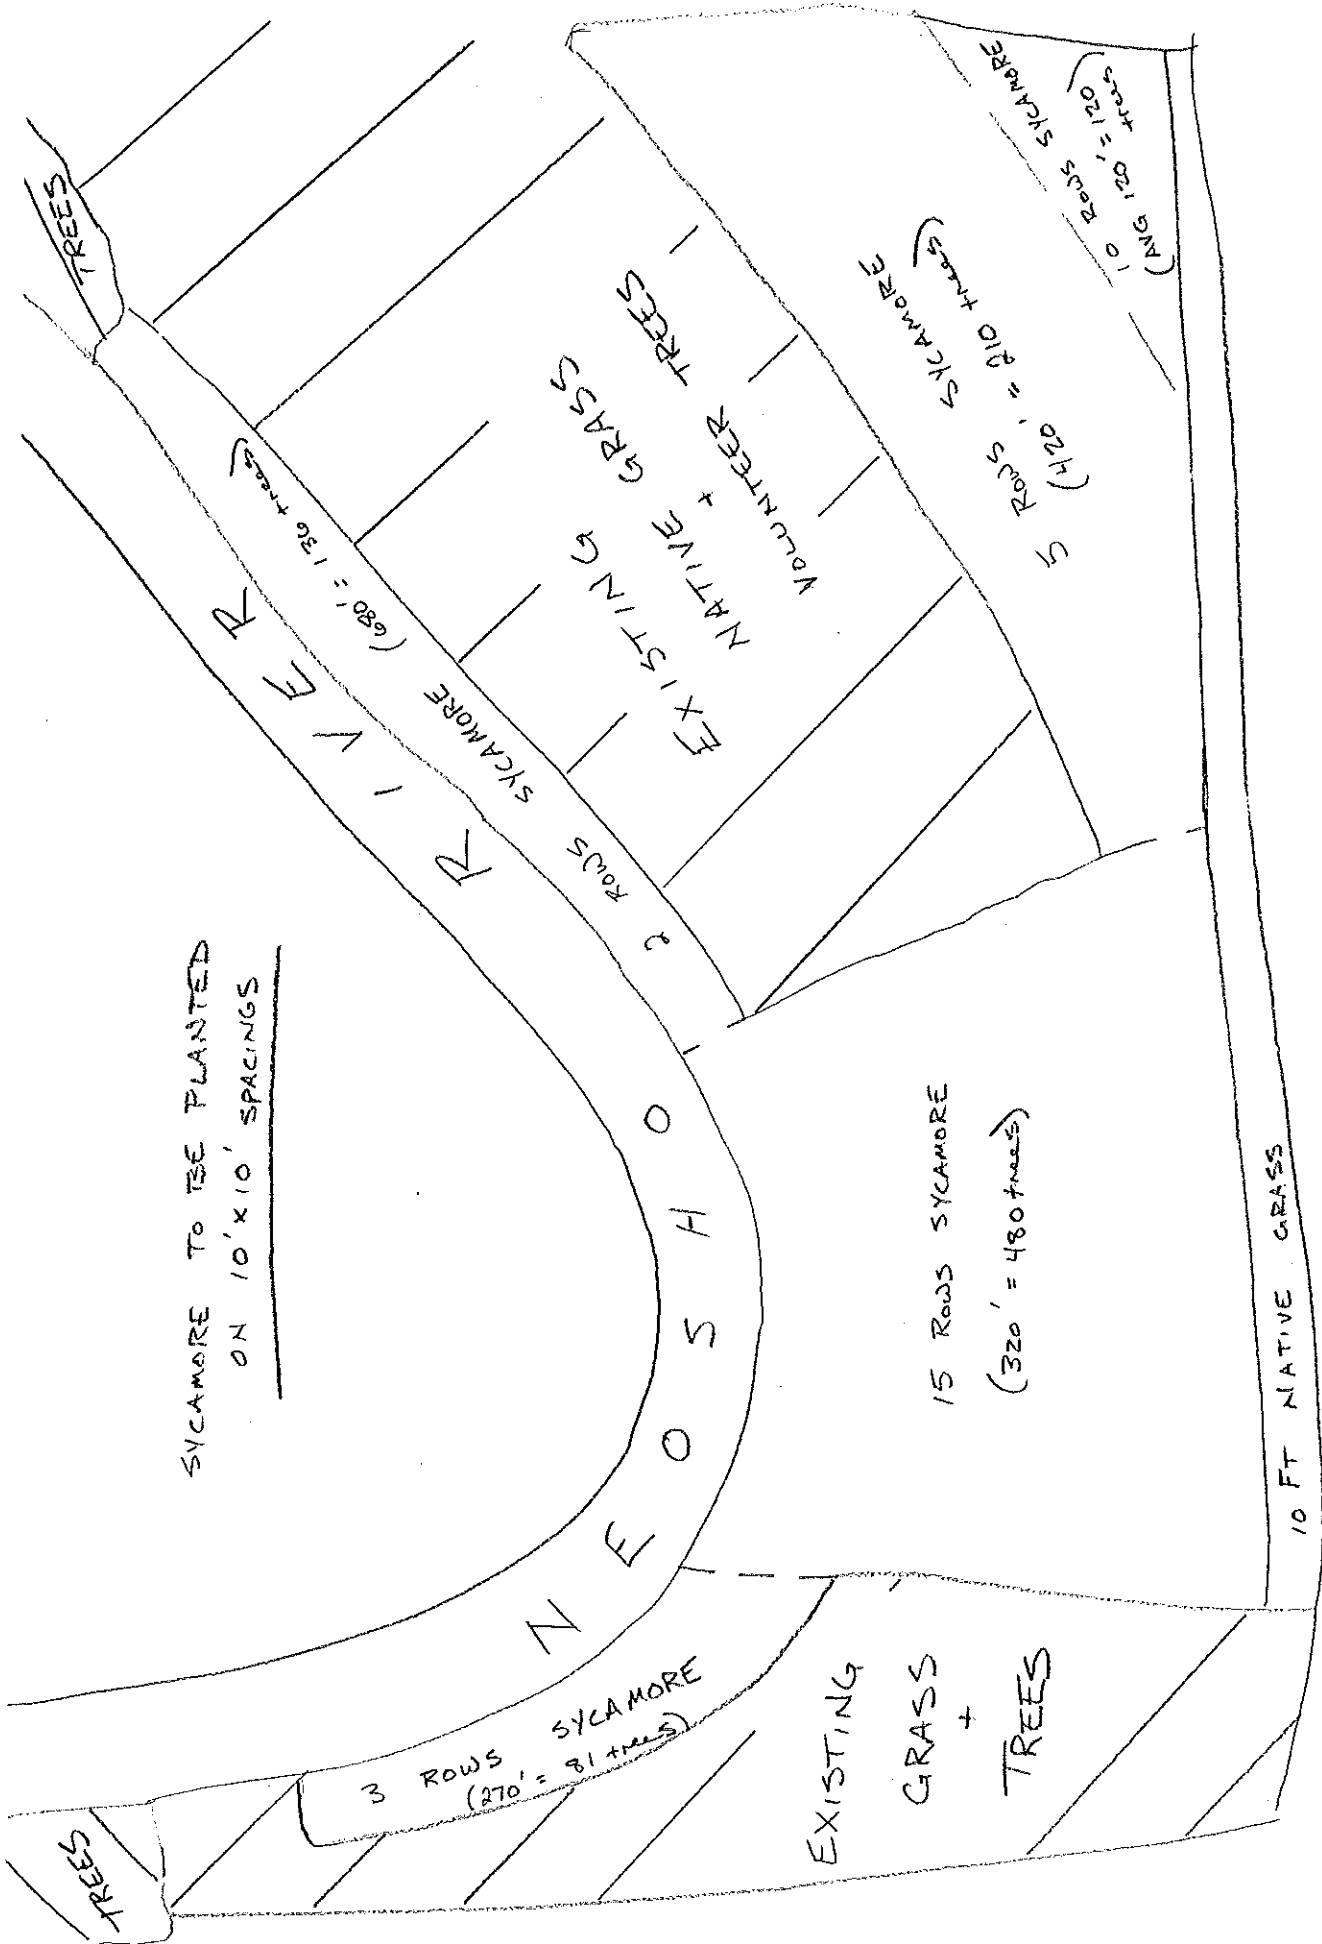 SYCAMORE TO BE PLANTED
ON 10' X 10' SPACINGS
TREES
3 ROWS SYCAMORE
(270' = 81 trees)
EXISTING
GRASS
+
TREES
NEOSHO RIVER
15 ROWS SYCAMORE
(320' = 480 trees)
2 ROWS SYCAMORE (680' = 136 trees)
TREES
EXISTING
NATIVE GRASS
+
VOLUNTEER TREES
5 ROWS SYCAMORE
(420' = 210 trees)
10 ROWS SYCAMORE
(AVG 120' = 120 trees)
10 FT NATIVE GRASS